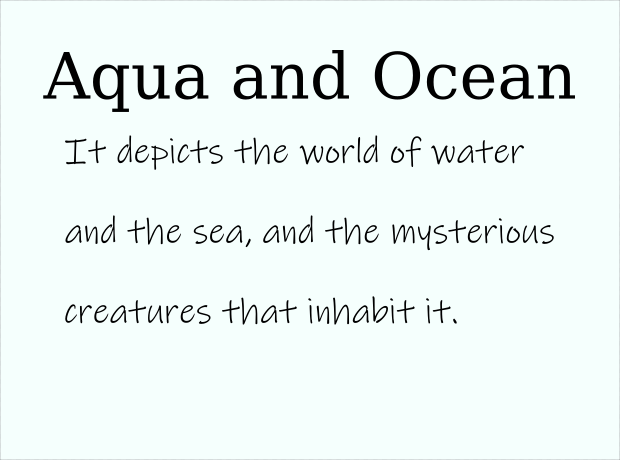 Aqua and Ocean
It depicts the world of water
and the sea, and the mysterious
creatures that inhabit it.